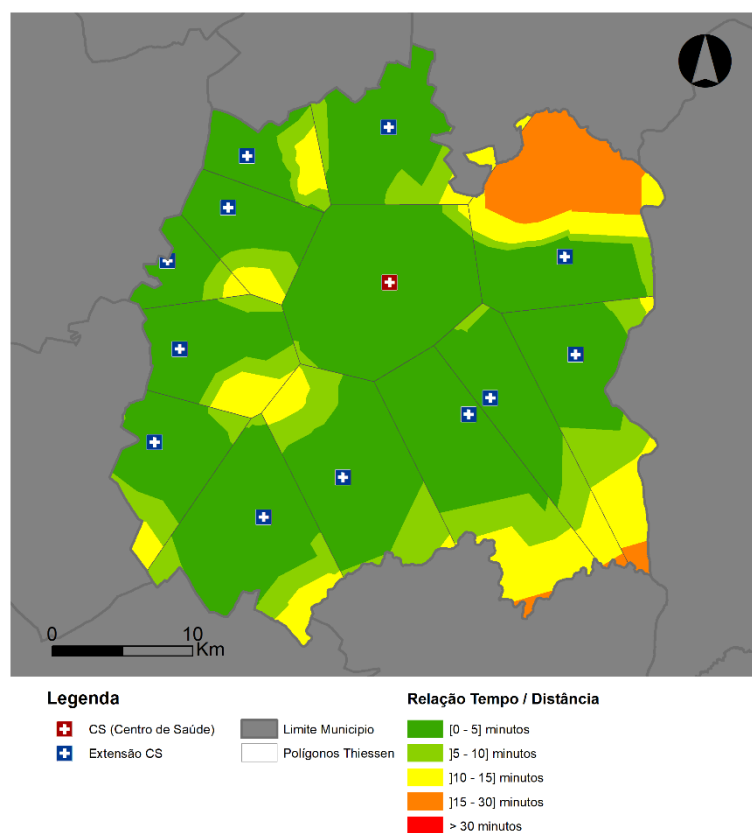 0 10
Km
Legenda
CS (Centro de Saúde)
Extensão CS
Limite Municipio
Polígonos Thiessen
Relação Tempo / Distância
[0 - 5] minutos
]5 - 10] minutos
]10 - 15] minutos
]15 - 30] minutos
> 30 minutos